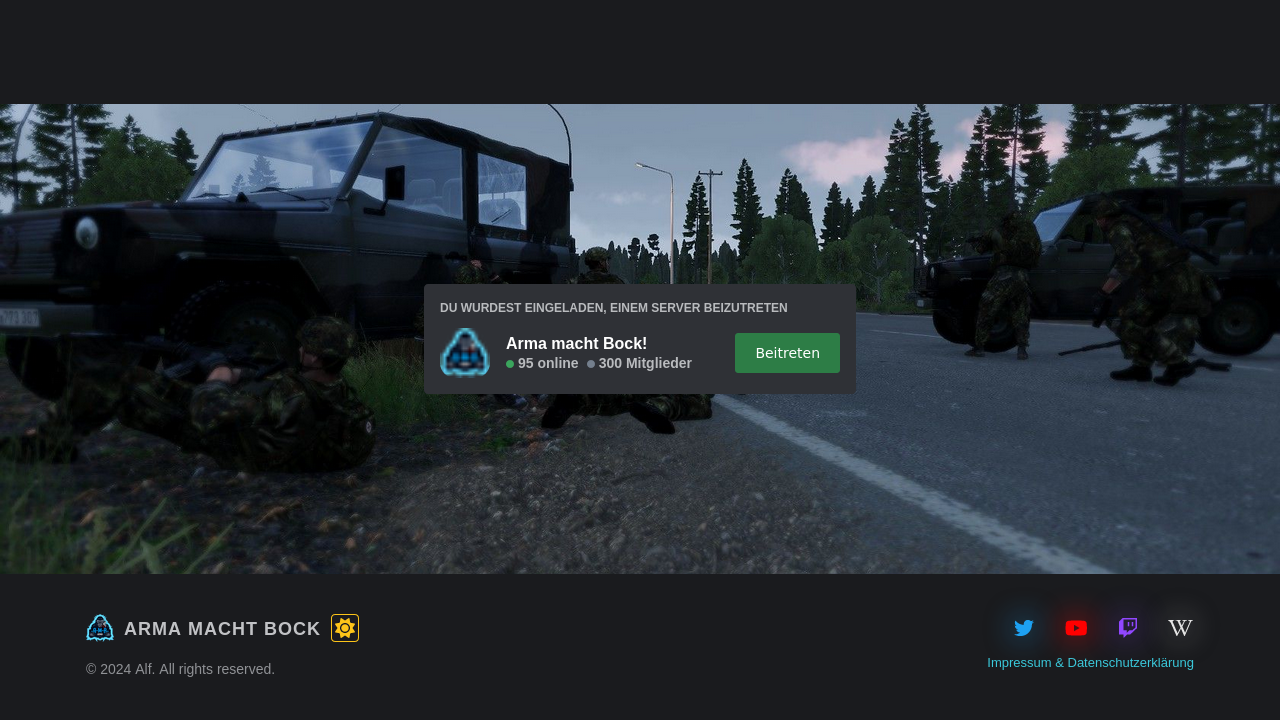 DU WURDEST EINGELADEN, EINEM SERVER BEIZUTRETEN
Arma macht Bock!
95 online 300 Mitglieder
Beitreten
ARMA MACHT BOCK
© 2024 Alf. All rights reserved.
Impressum & Datenschutzerklärung